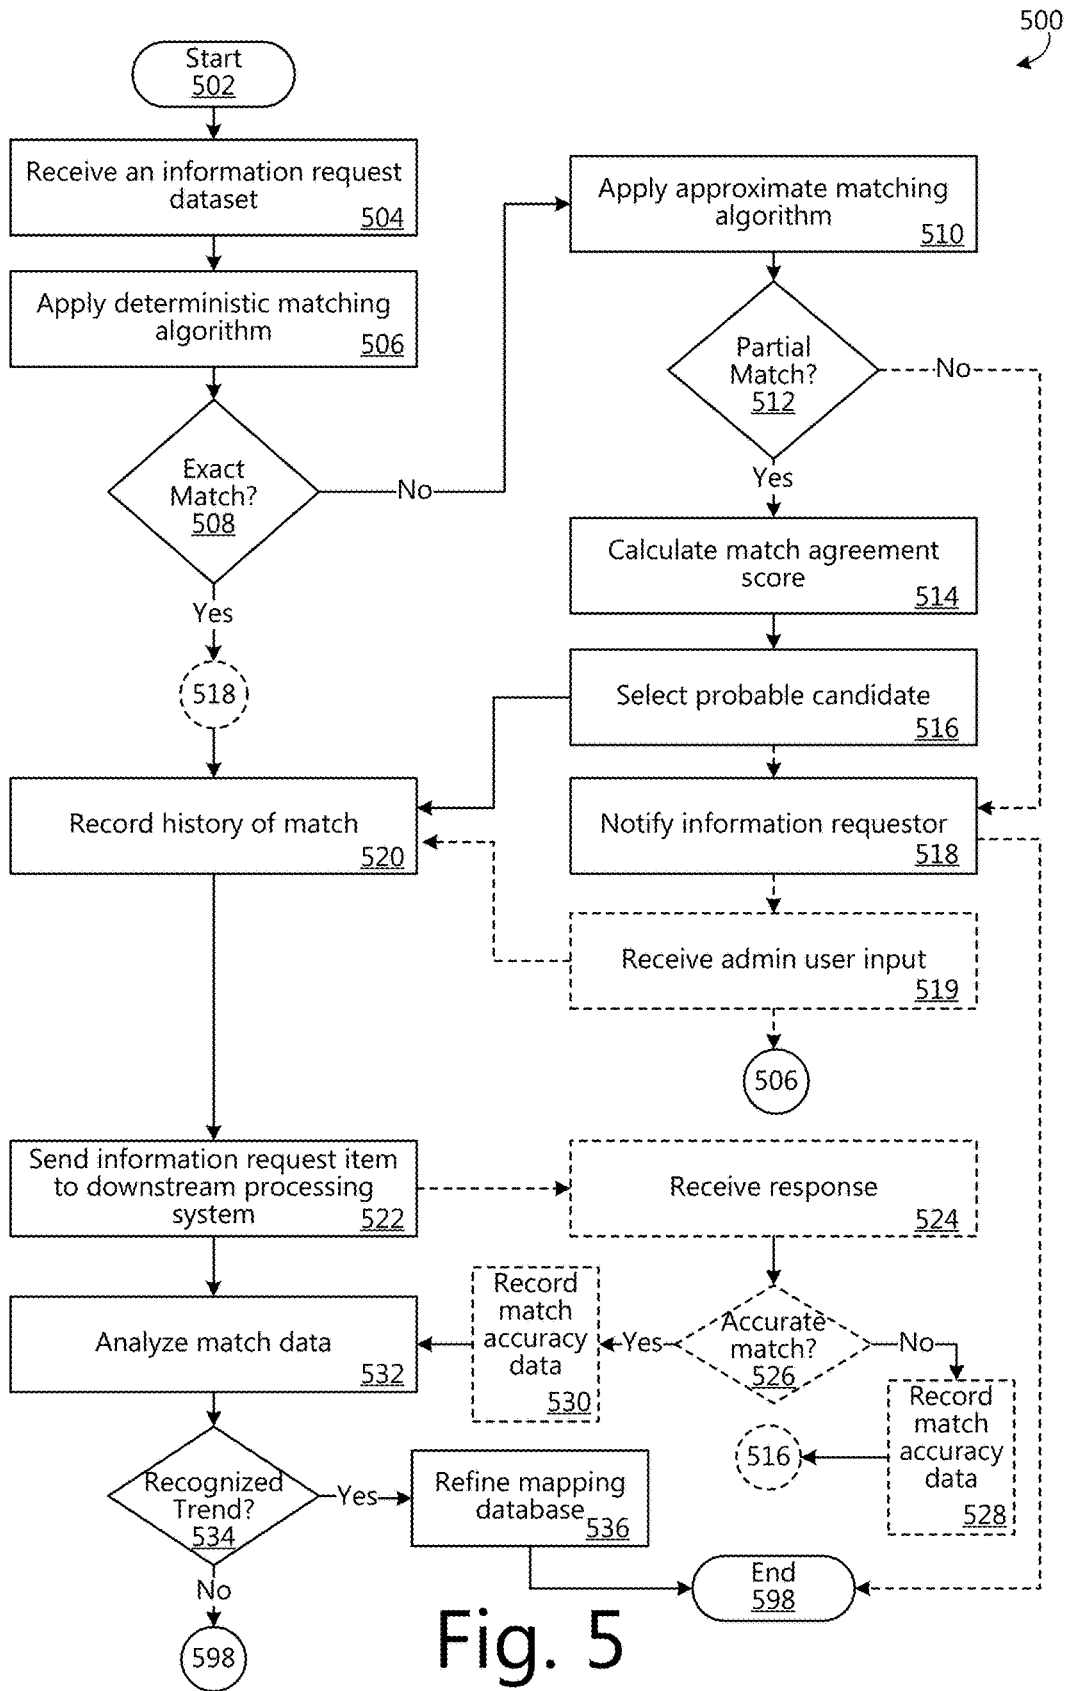 500
Start
502
Receive an information request
dataset
504
Apply deterministic matching
algorithm
506
Exact
Match?
508
No
Yes
518
Record history of match
520
Apply approximate matching
algorithm
510
Partial
Match?
512
No
Yes
Calculate match agreement
score
514
Select probable candidate
516
Notify information requestor
518
Receive admin user input
519
506
Send information request item
to downstream processing
system
522
Receive response
524
Accurate
match?
526
Yes
No
Record
match
accuracy
data
530
Record
match
accuracy
data
528
516
Analyze match data
532
Recognized
Trend?
534
Yes
No
598
Refine mapping
database
536
End
598
Fig. 5